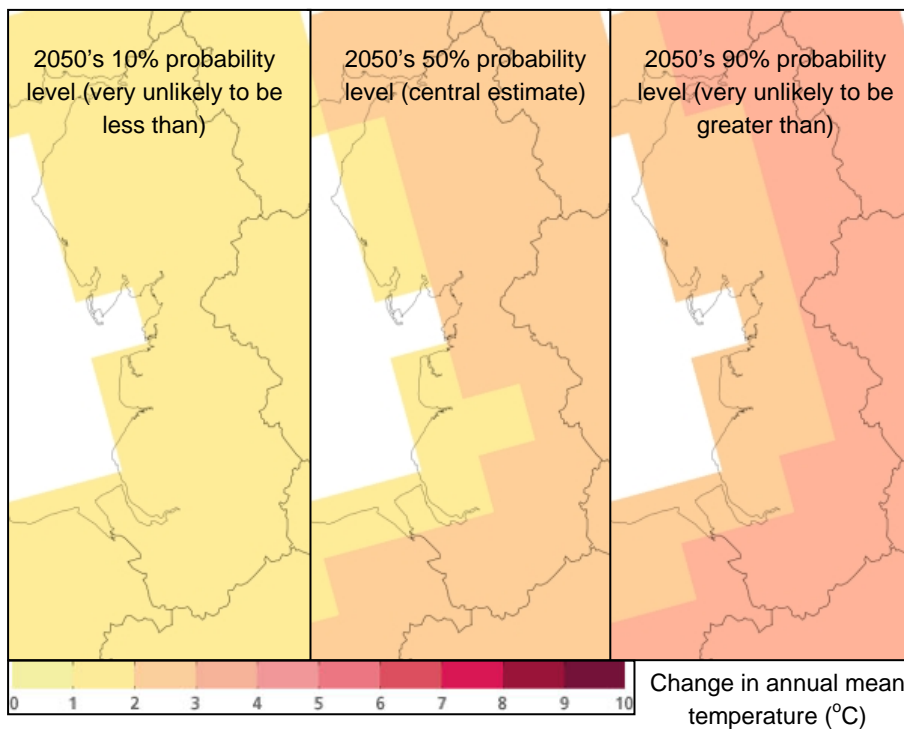 2050's 10% probability
level (very unlikely to be
less than)
2050's 50% probability
level (central estimate)
2050's 90% probability
level (very unlikely to be
greater than)
0 1 2 3 4 5 6 7 8 9 10
Change in annual mean
temperature (°C)